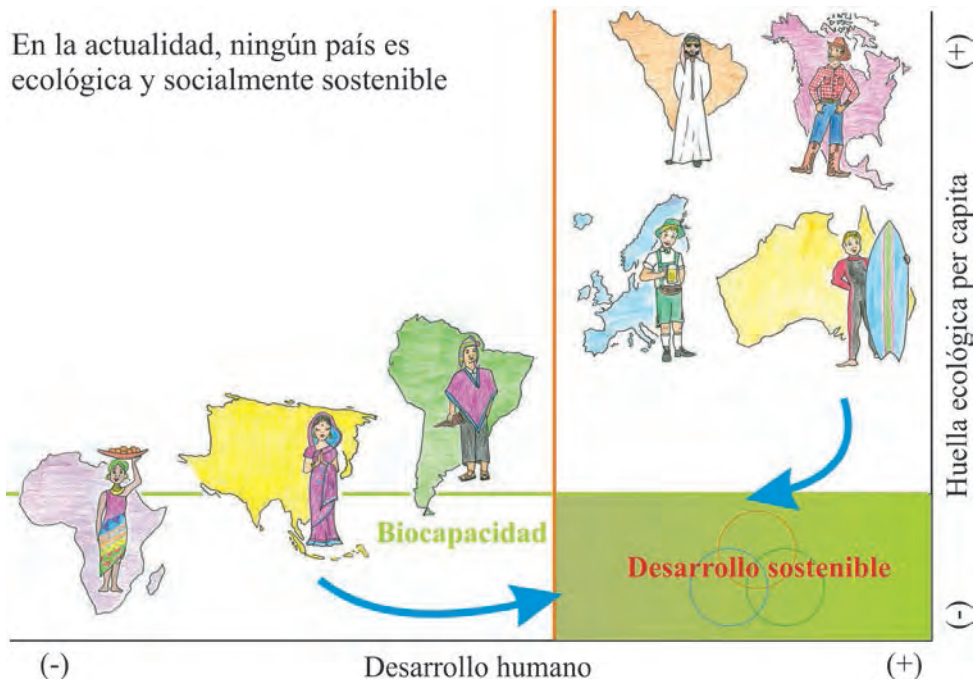 En la actualidad, ningún país es
ecológica y socialmente sostenible
(+)
Huella ecológica per capita
(-)
Biocapacidad
Desarrollo sostenible
(-)
Desarrollo humano
(+)